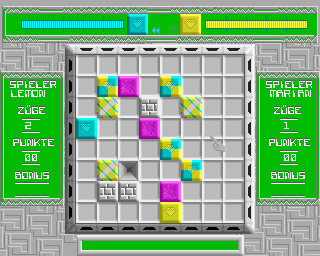 SPIELER
LEMON
ZÜGE
2
PUNKTE
00
BONUS
SPIELER
MARIAN
ZÜGE
1
PUNKTE
00
BONUS